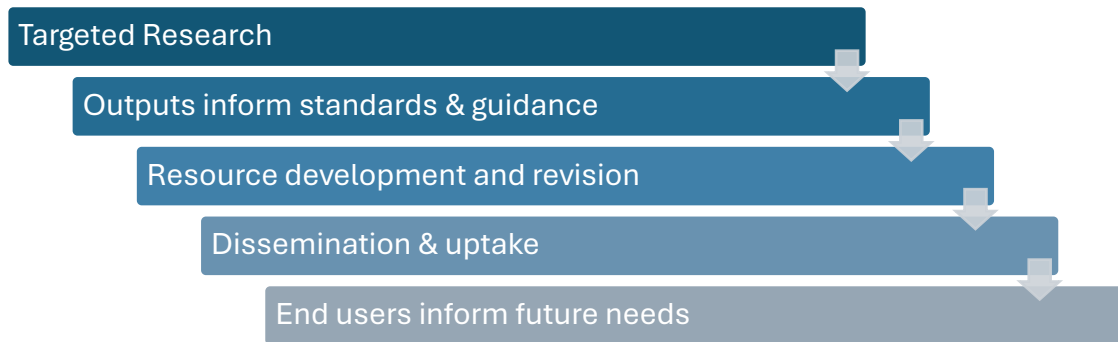 Targeted Research
Outputs inform standards & guidance
Resource development and revision
Dissemination & uptake
End users inform future needs